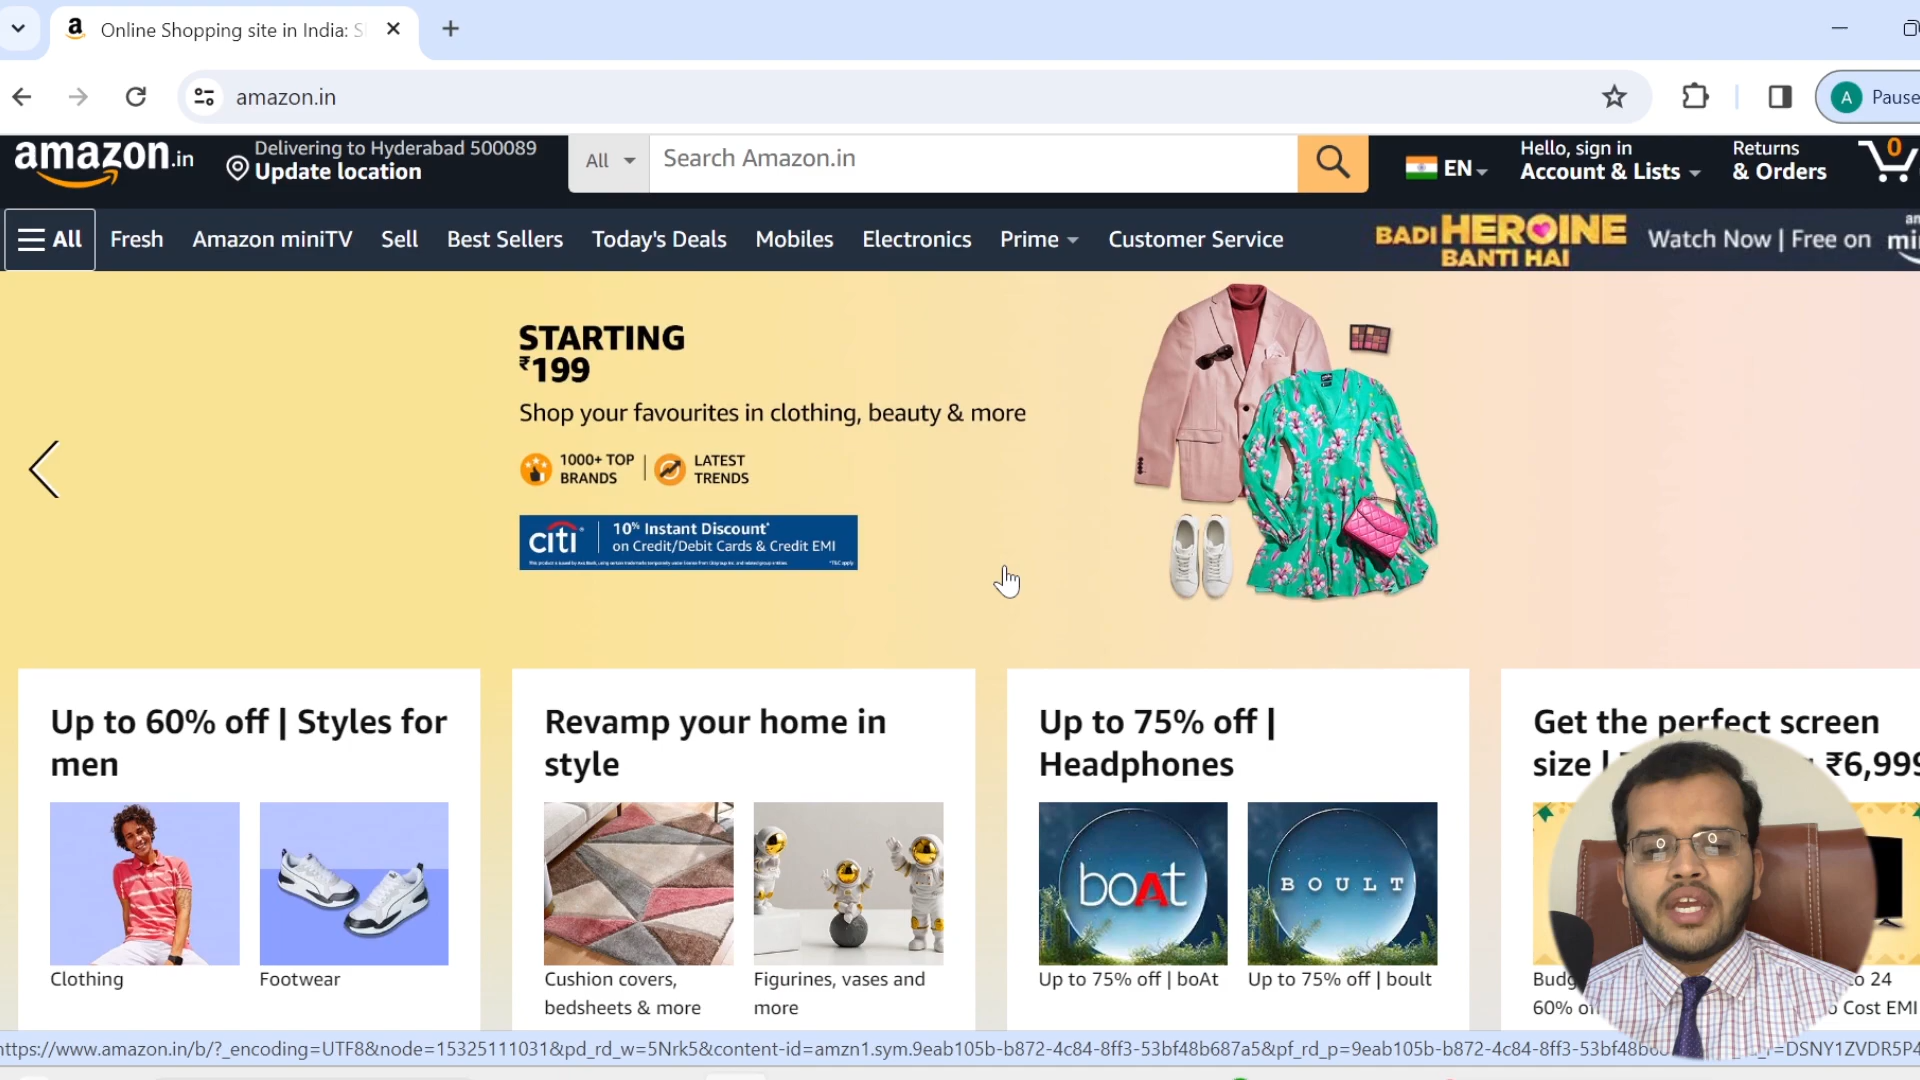 Online Shopping site in India: S
amazon.in
A Pause
amazon.in
Delivering to Hyderabad 500089
Update location
All
Search Amazon.in
EN
Hello, sign in
Account & Lists
Returns
& Orders
0
All
Fresh
Amazon miniTV
Sell
Best Sellers
Today's Deals
Mobiles
Electronics
Prime
Customer Service
BADI HEROINE
BANTI HAI
Watch Now | Free on
STARTING
₹199
Shop your favourites in clothing, beauty & more
1000+ TOP
BRANDS
LATEST
TRENDS
citi
10% Instant Discount*
on Credit/Debit Cards & Credit EMI
*T&C apply
Up to 60% off | Styles for
men
Clothing
Footwear
Revamp your home in
style
Cushion covers,
bedsheets & more
Figurines, vases and
more
Up to 75% off |
Headphones
boAt
BOULT
Up to 75% off | boAt
Up to 75% off | boult
Get the perfect screen
size | ₹6,999
24
60% Cost EMI
https://www.amazon.in/b/?_encoding=UTF8&node=15325111031&pd_rd_w=5Nrk5&content-id=amzn1.sym.9eab105b-b872-4c84-8ff3-53bf48b687a5&pf_rd_p=9eab105b-b872-4c84-8ff3-53bf48b6 =DSNY1ZVDR5P4